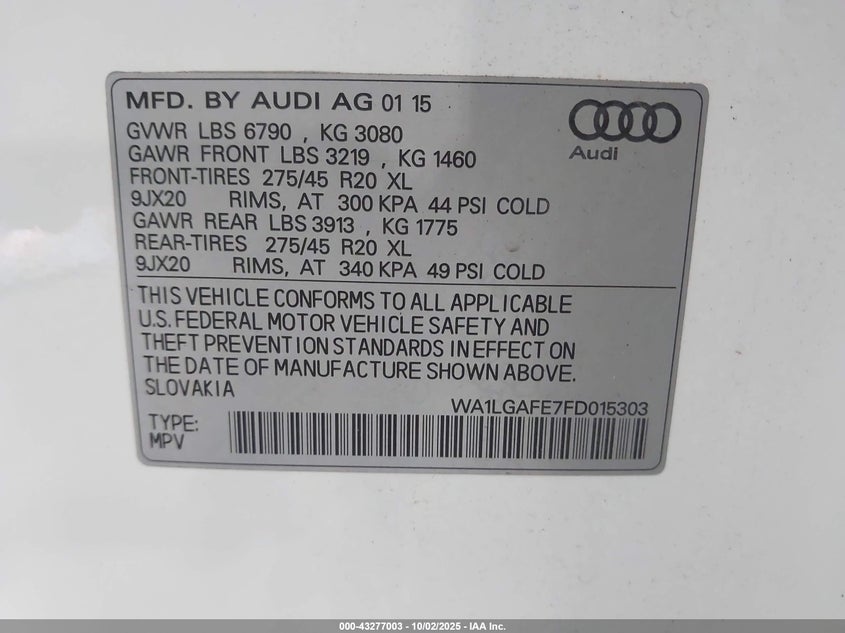 MFD. BY AUDI AG 01 15
GVWR LBS 6790 , KG 3080
GAWR FRONT LBS 3219 , KG 1460
FRONT-TIRES 275/45 R20 XL
9JX20 RIMS, AT 300 KPA 44 PSI COLD
GAWR REAR LBS 3913 , KG 1775
REAR-TIRES 275/45 R20 XL
9JX20 RIMS, AT 340 KPA 49 PSI COLD
Audi
THIS VEHICLE CONFORMS TO ALL APPLICABLE
U.S. FEDERAL MOTOR VEHICLE SAFETY AND
THEFT PREVENTION STANDARDS IN EFFECT ON
THE DATE OF MANUFACTURE SHOWN ABOVE.
SLOVAKIA
WA1LGAFE7FD015303
TYPE:
MPV
000-43277003 | 10/02/2025 - IAA Inc.